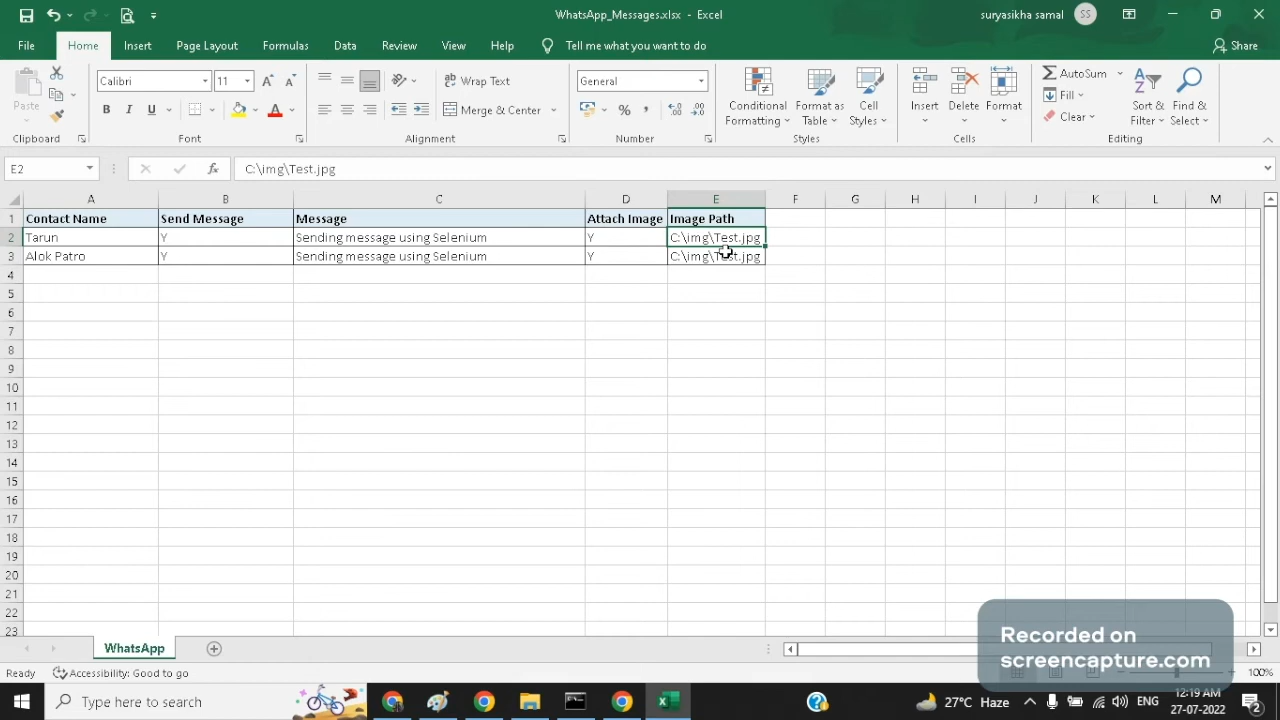 WhatsApp_Messages.xlsx - Excel
suryasikha samal SS
File Home Insert Page Layout Formulas Data Review View Help Tell me what you want to do Share
Paste
Clipboard
Calibri 11
B I U A
Font
Wrap Text
Merge & Center
Alignment
General
%
Number
Conditional Formatting
Format as Table
Cell Styles
Styles
Insert
Delete
Format
Cells
AutoSum
Fill
Clear
Sort & Filter
Find & Select
Editing
E2 fx C:\img\Test.jpg
A B C D E F G H I J K L M
1 Contact Name Send Message Message Attach Image Image Path
2 Tarun Y Sending message using Selenium Y C:\img\Test.jpg
3 Alok Patro Y Sending message using Selenium Y C:\img\Test.jpg
4
5
6
7
8
9
10
11
12
13
14
15
16
17
18
19
20
21
22
23
Recorded on
screencapture.com
WhatsApp
Ready Accessibility: Good to go 100%
Type here to search
27°C Haze ENG 12:19 AM
27-07-2022 2